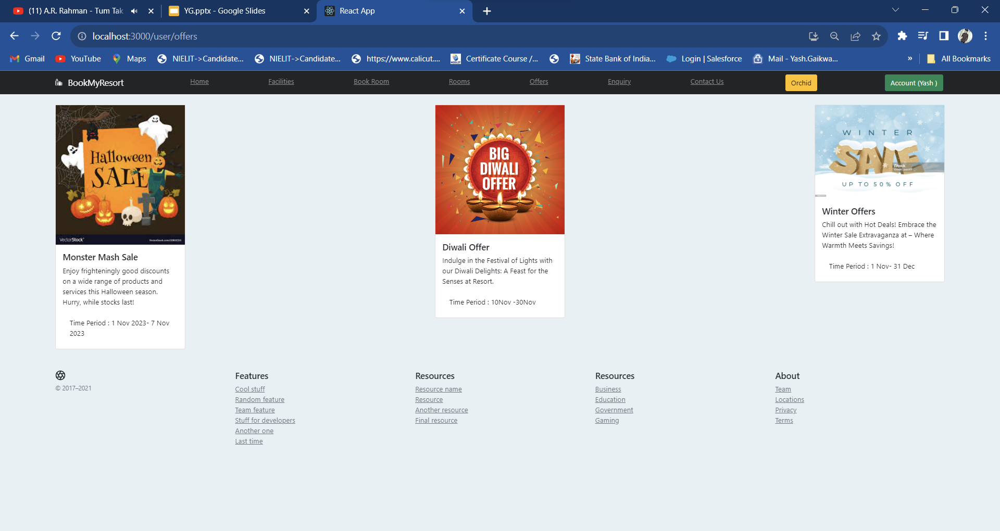 (11) A.R. Rahman - Tum Tak
YG.pptx - Google Slides
React App
localhost:3000/user/offers
Gmail
YouTube
Maps
NIELIT->Candidate...
NIELIT->Candidate...
https://www.calicut....
Certificate Course /...
State Bank of India...
Login | Salesforce
Mail - Yash.Gaikwa...
»
All Bookmarks
BookMyResort
Home
Facilities
Book Room
Rooms
Offers
Enquiry
Contact Us
Orchid
Account (Yash )
Halloween
SALE
VectorStock
Monster Mash Sale
Enjoy frighteningly good discounts
on a wide range of products and
services this Halloween season.
Hurry, while stocks last!
Time Period : 1 Nov 2023- 7 Nov
2023
BIG
DIWALI
OFFER
Diwali Offer
Indulge in the Festival of Lights with
our Diwali Delights: A Feast for the
Senses at Resort.
Time Period : 10Nov -30Nov
WINTER
SALE
iStock
UP TO 50% OFF
Winter Offers
Chill out with Hot Deals! Embrace the
Winter Sale Extravaganza at – Where
Warmth Meets Savings!
Time Period : 1 Nov- 31 Dec
© 2017–2021
Features
Cool stuff
Random feature
Team feature
Stuff for developers
Another one
Last time
Resources
Resource name
Resource
Another resource
Final resource
Resources
Business
Education
Government
Gaming
About
Team
Locations
Privacy
Terms